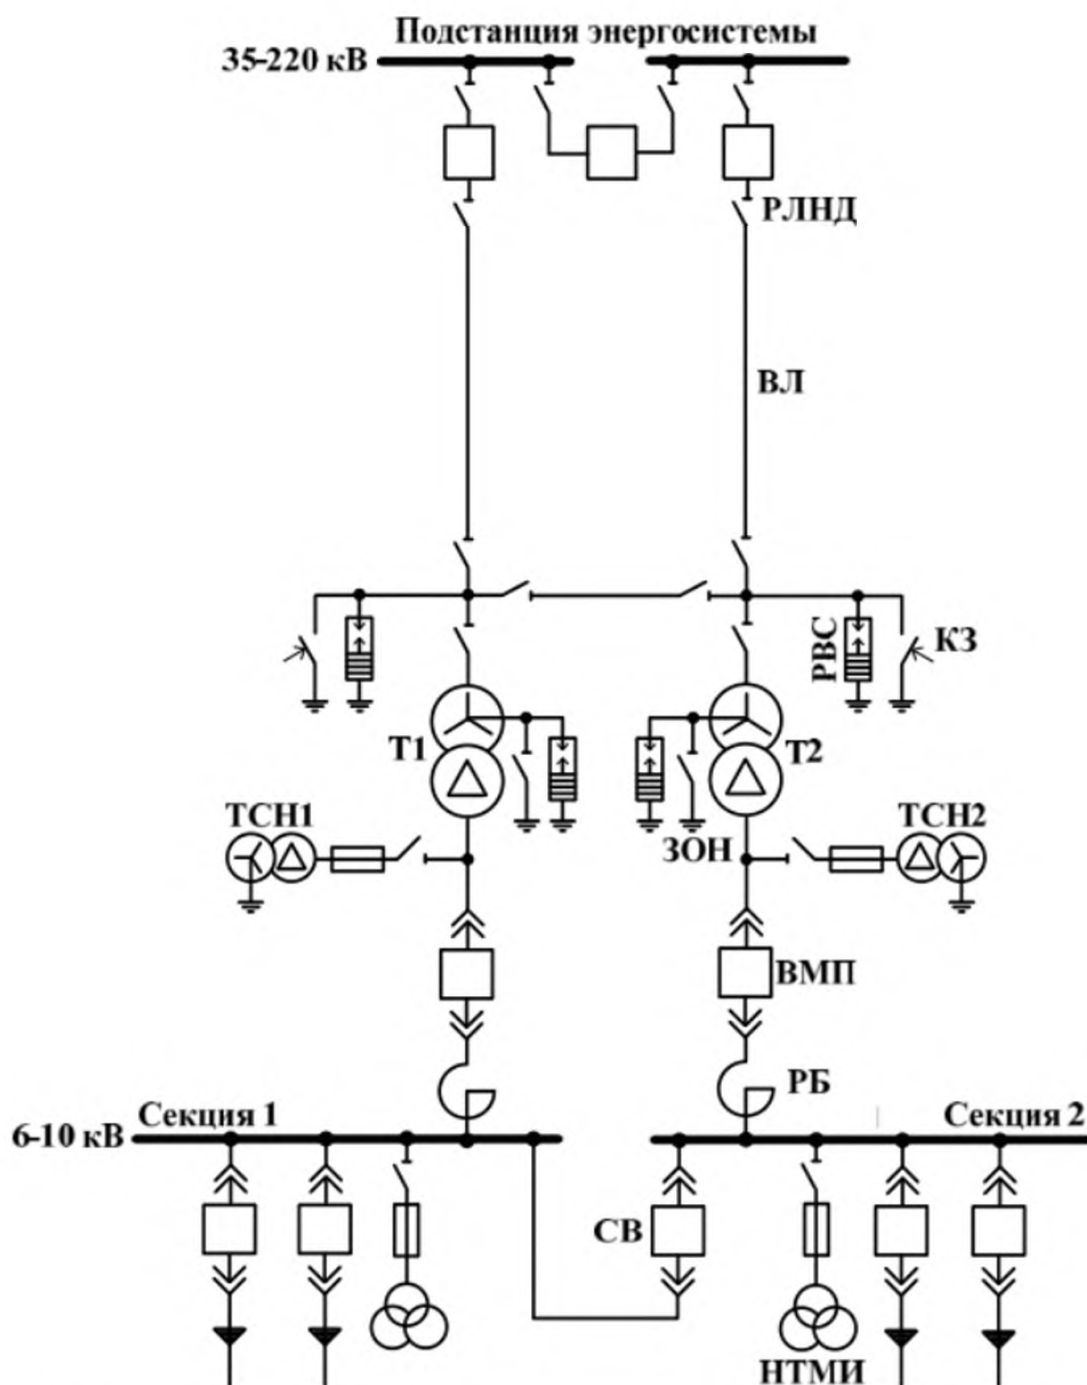 Подстанция энергосистемы
35-220 кВ
РЛНД
ВЛ
РВС
КЗ
Т1
Т2
ТСН1
ТСН2
ЗОН
ВМП
РБ
Секция 1
Секция 2
6-10 кВ
СВ
НТМИ